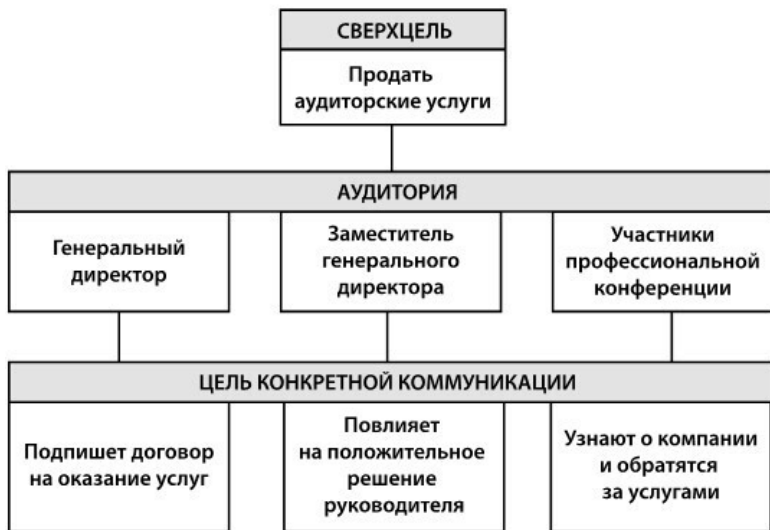 СВЕРХЦЕЛЬ
Продать
аудиторские услуги
АУДИТОРИЯ
Генеральный
директор
Заместитель
генерального
директора
Участники
профессиональной
конференции
ЦЕЛЬ КОНКРЕТНОЙ КОММУНИКАЦИИ
Подпишет договор
на оказание услуг
Повлияет
на положительное
решение
руководителя
Узнают о компании
и обратятся
за услугами